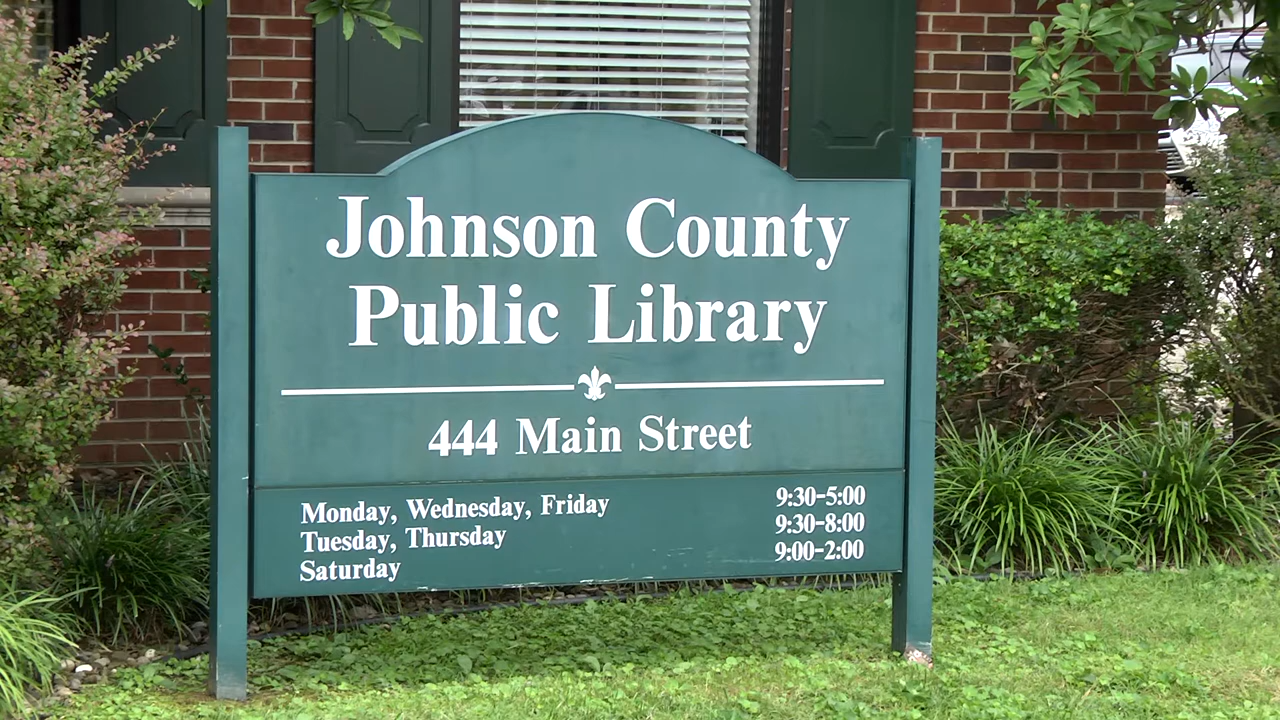 Johnson County
Public Library
444 Main Street
Monday, Wednesday, Friday 9:30-5:00
Tuesday, Thursday 9:30-8:00
Saturday 9:00-2:00